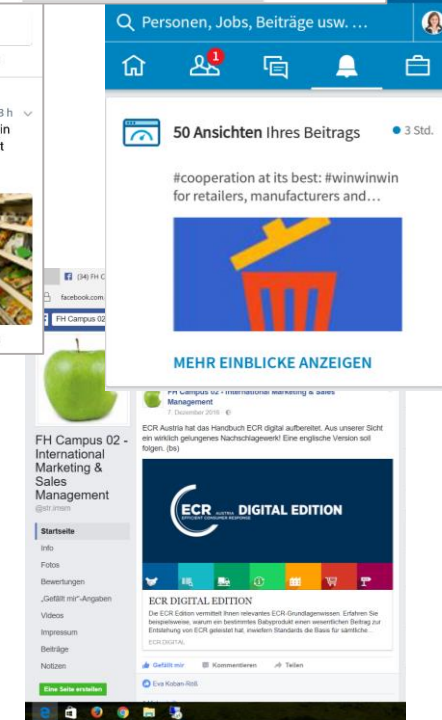 Personen, Jobs, Beiträge usw. ...
1
50 Ansichten Ihres Beitrags
3 Std.
#cooperation at its best: #winwinwin
for retailers, manufacturers and...
MEHR EINBLICKE ANZEIGEN
h
in
t
(34) FH C
facebook.com
FH Campus 02
FH Campus 02 - International Marketing & Sales
Management
7. Dezember 2016
ECR Austria hat das Handbuch ECR digital aufbereitet. Aus unserer Sicht
ein wirklich gelungenes Nachschlagewerk! Eine englische Version soll
folgen. (bs)
ECR AUSTRIA DIGITAL EDITION
EFFICIENT CONSUMER RESPONSE
ECR DIGITAL EDITION
Die ECR Edition vermittelt Ihnen relevantes ECR-Grundlagenwissen. Erfahren Sie
beispielsweise, warum ein bestimmtes Babyprodukt einen wesentlichen Beitrag zur
Entstehung von ECR geleistet hat, inwiefern Standards die Basis für sämtliche...
ECR.DIGITAL
Gefällt mir Kommentieren Teilen
Eva Koban-Röß
FH Campus 02 -
International
Marketing &
Sales
Management
Startseite
Info
Fotos
Bewertungen
„Gefällt mir“-Angaben
Videos
Impressum
Beiträge
Notizen
Eine Seite erstellen